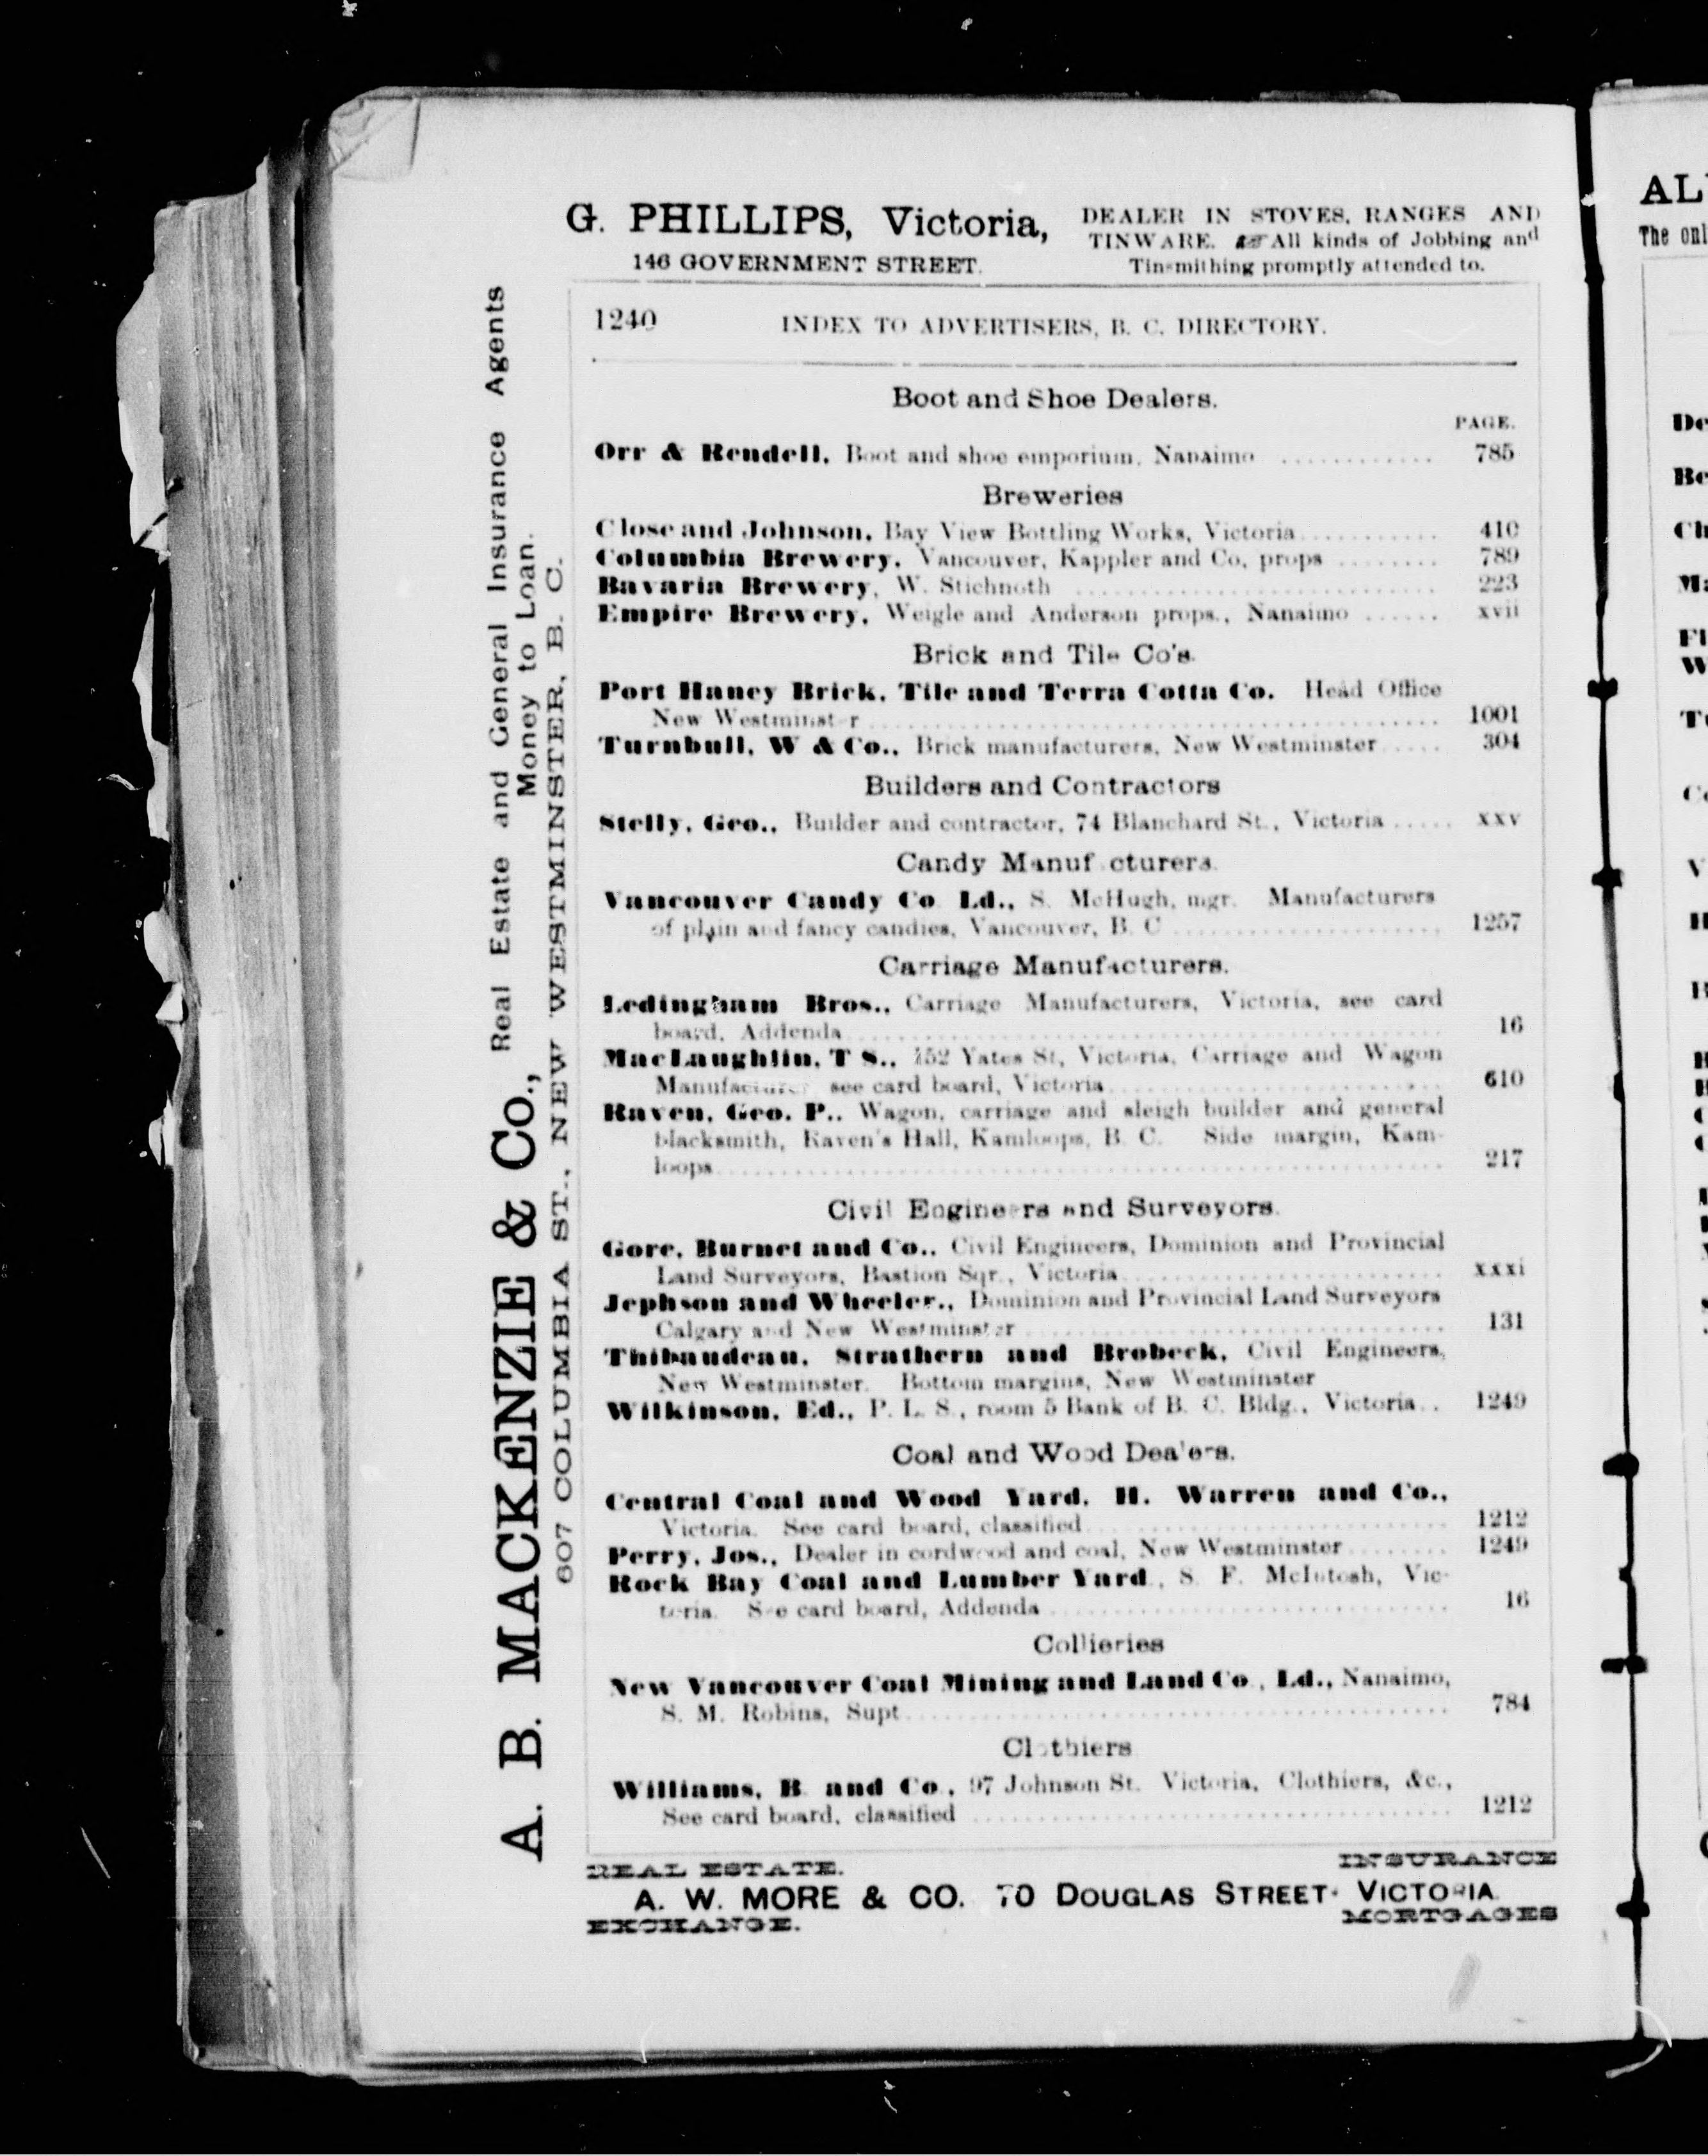 G. PHILLIPS, Victoria,
146 GOVERNMENT STREET.
DEALER IN STOVES, RANGES AND
TINWARE. All kinds of Jobbing and
Tinsmithing promptly attended to.
1240 INDEX TO ADVERTISERS, B. C. DIRECTORY.
Boot and Shoe Dealers.
PAGE.
Orr & Rendell, Boot and shoe emporium, Nanaimo ............ 785
Breweries
Close and Johnson, Bay View Bottling Works, Victoria............ 410
Columbia Brewery, Vancouver, Kappler and Co, props ........ 789
Bavaria Brewery, W. Stichnoth ............................ 223
Empire Brewery, Weigle and Anderson props., Nanaimo ...... xvii
Brick and Tile Co's.
Port Haney Brick, Tile and Terra Cotta Co. Head Office
New Westminster............................................ 1001
Turnbull, W & Co., Brick manufacturers, New Westminster..... 304
Builders and Contractors
Stelly, Geo., Builder and contractor, 74 Blanchard St., Victoria..... xxv
Candy Manufacturers.
Vancouver Candy Co Ld., S. McHugh, mgr. Manufacturers
of plain and fancy candies, Vancouver, B. C ..................... 1257
Carriage Manufacturers.
Ledingham Bros., Carriage Manufacturers, Victoria, see card
board, Addenda............................................ 16
MacLaughlin, T S., 152 Yates St, Victoria, Carriage and Wagon
Manufacturer see card board, Victoria......................... 610
Raven, Geo. P., Wagon, carriage and sleigh builder and general
blacksmith, Raven's Hall, Kamloops, B. C. Side margin, Kam-
loops...................................................... 217
Civil Engineers and Surveyors.
Gore, Burnet and Co., Civil Engineers, Dominion and Provincial
Land Surveyors, Bastion Sqr., Victoria........................ xxxi
Jephson and Wheeler., Dominion and Provincial Land Surveyors
Calgary and New Westminster ................................ 131
Thibaudeau, Strathern and Brobeck, Civil Engineers,
New Westminster. Bottom margins, New Westminster
Wilkinson, Ed., P. L. S., room 5 Bank of B. C. Bldg., Victoria.. 1249
Coal and Wood Dealers.
Central Coal and Wood Yard, H. Warren and Co.,
Victoria. See card board, classified........................... 1212
Perry, Jos., Dealer in cordwood and coal, New Westminster........ 1249
Rock Bay Coal and Lumber Yard, S. F. McIntosh, Vic-
toria. See card board, Addenda .............................. 16
Collieries
New Vancouver Coal Mining and Land Co., Ld., Nanaimo,
S. M. Robins, Supt......................................... 784
Clothiers
Williams, B. and Co., 97 Johnson St. Victoria, Clothiers, &c.,
See card board, classified .................................. 1212
REAL ESTATE. INSURANCE
A. W. MORE & CO. 70 DOUGLAS STREET, VICTORIA
EXCHANGE. MORTGAGES
A. B. MACKENZIE & Co., Real Estate and General Insurance Agents
Money to Loan.
607 COLUMBIA ST., NEW WESTMINSTER, B. C.
AL
The onl